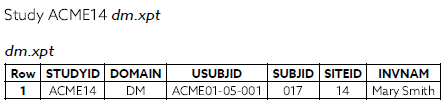 Study ACME14 dm.xpt
dm.xpt
Row STUDYID DOMAIN USUBJID SUBJID SITEID INVNAM
1 ACME14 DM ACME01-05-001 017 14 Mary Smith